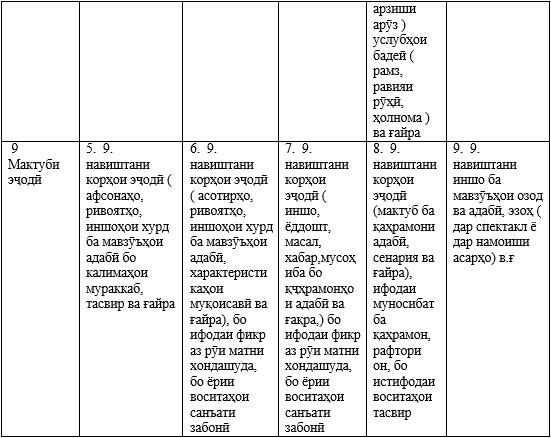 арзиши
арӯз )
услубҳои
бадеӣ (
рамз,
равияи
рӯҳӣ,
ҳолнома )
ва ғайра
9
Мактуби
эҷодӣ
5. 9.
навиштани
корҳои эҷодӣ (
афсонаҳо,
ривоятҳо,
иншоҳои хурд
ба мавзӯъҳои
адабӣ бо
калимаҳои
мураккаб,
тасвир ва ғайра
6. 9.
навиштани
корҳои эҷодӣ
( асотирҳо,
ривоятҳо,
иншоҳои хурд
ба мавзӯъҳои
адабӣ,
характеристи
каҳои
муқоисавӣ ва
ғайра), бо
ифодаи фикр
аз рӯи матни
хондашуда,
бо ёрии
воситаҳои
санъати
забонӣ
7. 9.
навиштани
корҳои
эҷодӣ (
иншо,
ёддошт,
масал,
хабар,мусоҳ
иба бо
қҷҳрамонҳо
и адабӣ ва
ғақра,) бо
ифодаи фикр
аз рӯи матни
хондашуда,
бо ёрии
воситаҳои
санъати
забонӣ
8. 9.
навиштани
корҳои
эҷодӣ
(мактуб ба
қаҳрамони
адабӣ,
сенария ва
ғайра),
ифодаи
муносибат
ба
қаҳрамон,
рафтори
он, бо
истифодаи
воситаҳои
тасвир
9. 9.
навиштани
иншо ба
мавзӯъҳои озод
ва адабӣ, эзоҳ (
дар спектакл ё
дар намоиши
асарҳо) в.ғ